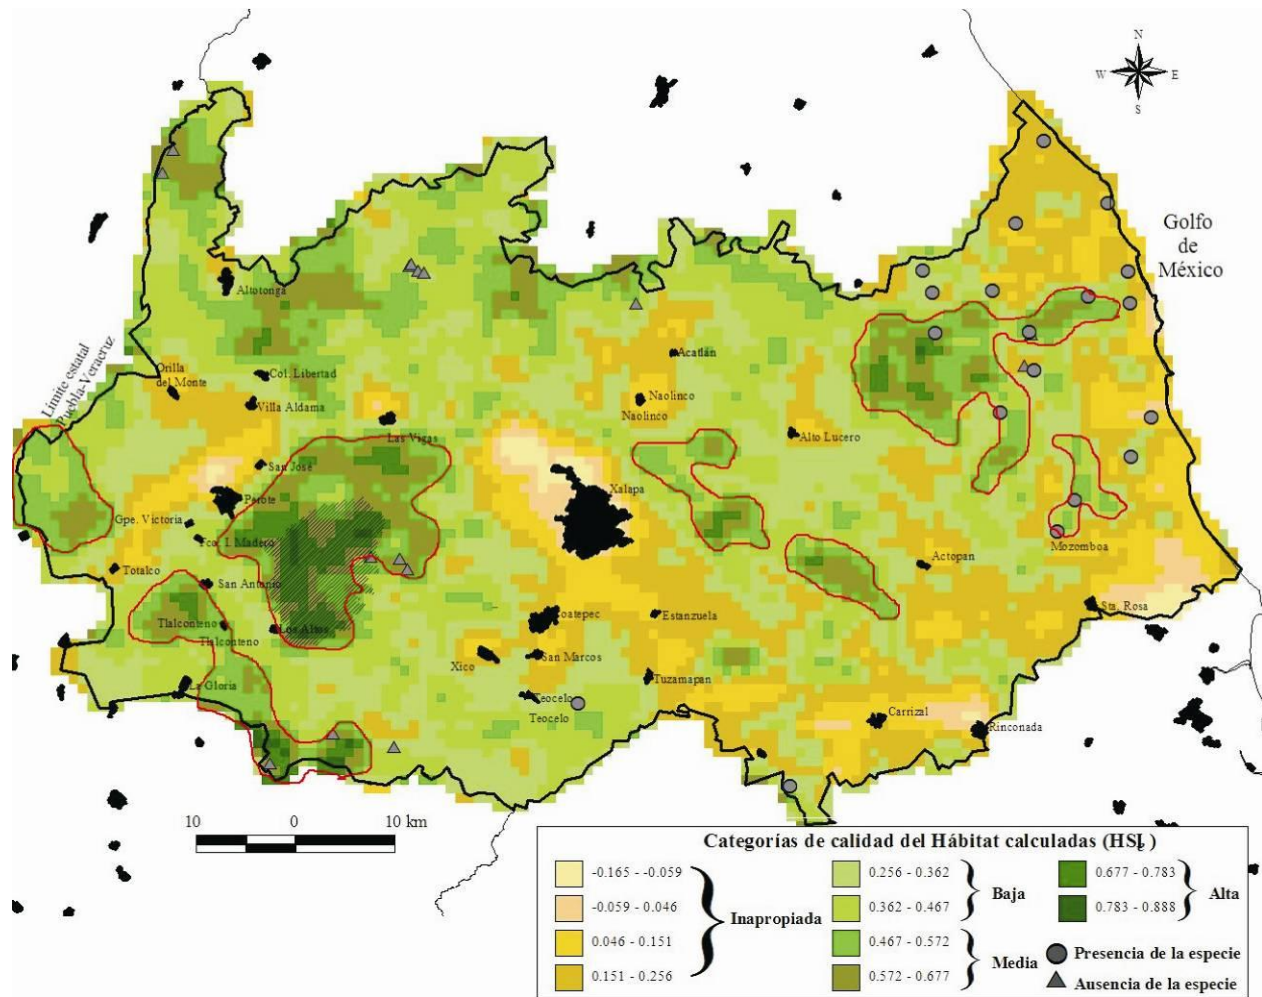 N
W E
S
Golfo
de
México
Altotonga
Límite estatal
Puebla-Veracruz
Orilla
del Monte
Col. Libertad
Villa Aldama
Las Vigas
Acatlán
Naolinco
Naolinco
Alto Lucero
San José
Perote
Xalapa
Gpe. Victoria
Fco. I. Madero
Totalco
San Antonio
Actopan
Mozomboa
Sta. Rosa
Tlalconteno
Tlalconteno
Los Altos
Coatepec
Estanzuela
Xico
San Marcos
La Gloria
Teocelo
Teocelo
Tuzamapan
Carrizal
Rinconada
10 0 10 km
Categorías de calidad del Hábitat calculadas (HSI )
-0.165 - -0.059
-0.059 - 0.046
0.046 - 0.151
0.151 - 0.256
Inapropiada
0.256 - 0.362
0.362 - 0.467
Baja
0.467 - 0.572
0.572 - 0.677
Media
0.677 - 0.783
0.783 - 0.888
Alta
Presencia de la especie
Ausencia de la especie